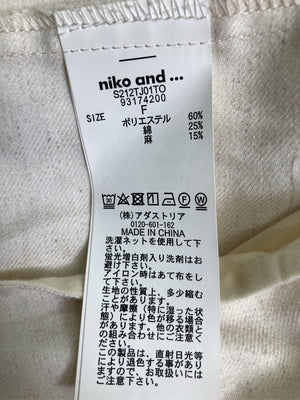 niko and ...
S212TJ01TO
93174200
F
SIZE
ポリエステル 60%
綿 25%
麻 15%
30
(株)アダストリア
0120-601-162
MADE IN CHINA
洗濯ネットを使用して下
さい。
蛍光増白剤入り洗剤はお
避け下さい。
アイロン時はあて布をし
て下さい。
生地の性質上、多少縮む
ことがあります。
汗や摩擦(特に湿った状
態)により色が移る場合が
ありますので、他の衣類と
の組み合わせにご注意下
さい。
この製品は、直射日光等
により退色する事があり
ますので、お取扱いには
ご注意下さい。